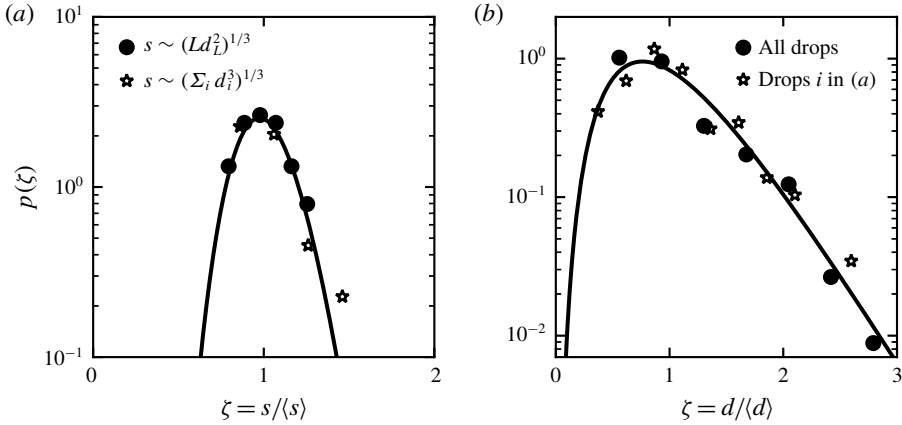 (a)
10^1
10^0
10^{-1}
p(ζ)
s ∼ (Ld_L^2)^{1/3}
s ∼ (Σ_i d_i^3)^{1/3}
0 1 2
ζ = s/⟨s⟩
(b)
10^0
10^{-1}
10^{-2}
All drops
Drops i in (a)
0 1 2 3
ζ = d/⟨d⟩